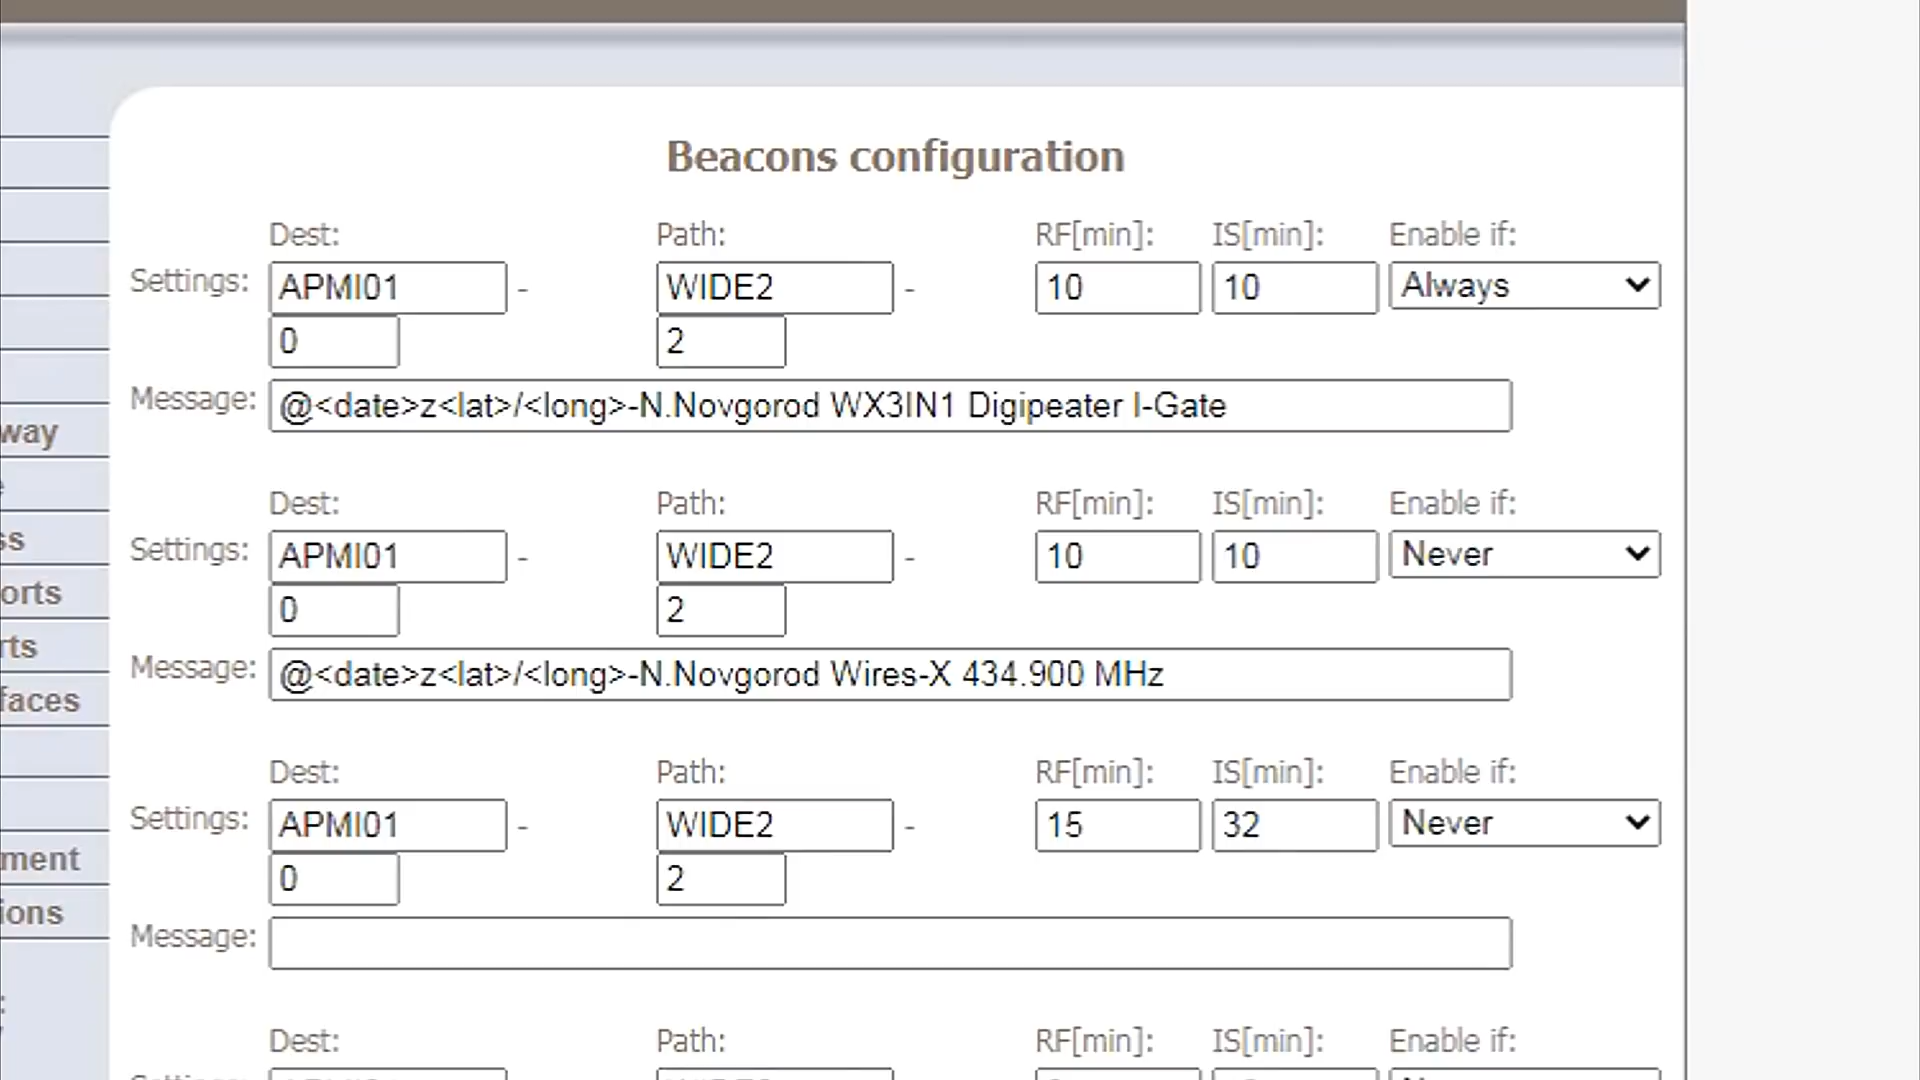 Beacons configuration
Dest: Path: RF[min]: IS[min]: Enable if:
Settings: APMI01 - WIDE2 - 10 10 Always
0 2
Message: @<date>z<lat>/<long>-N.Novgorod WX3IN1 Digipeater I-Gate
way
Dest: Path: RF[min]: IS[min]: Enable if:
Settings: APMI01 - WIDE2 - 10 10 Never
ss
0 2
orts
rts
Message: @<date>z<lat>/<long>-N.Novgorod Wires-X 434.900 MHz
faces
Dest: Path: RF[min]: IS[min]: Enable if:
Settings: APMI01 - WIDE2 - 15 32 Never
0 2
ment
ions
Message:
Dest: Path: RF[min]: IS[min]: Enable if: